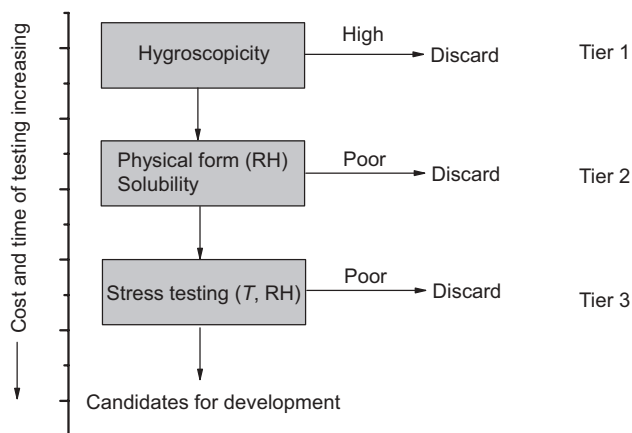 Cost and time of testing increasing
Hygroscopicity
High
Discard
Tier 1
Physical form (RH)
Solubility
Poor
Discard
Tier 2
Stress testing (T, RH)
Poor
Discard
Tier 3
Candidates for development